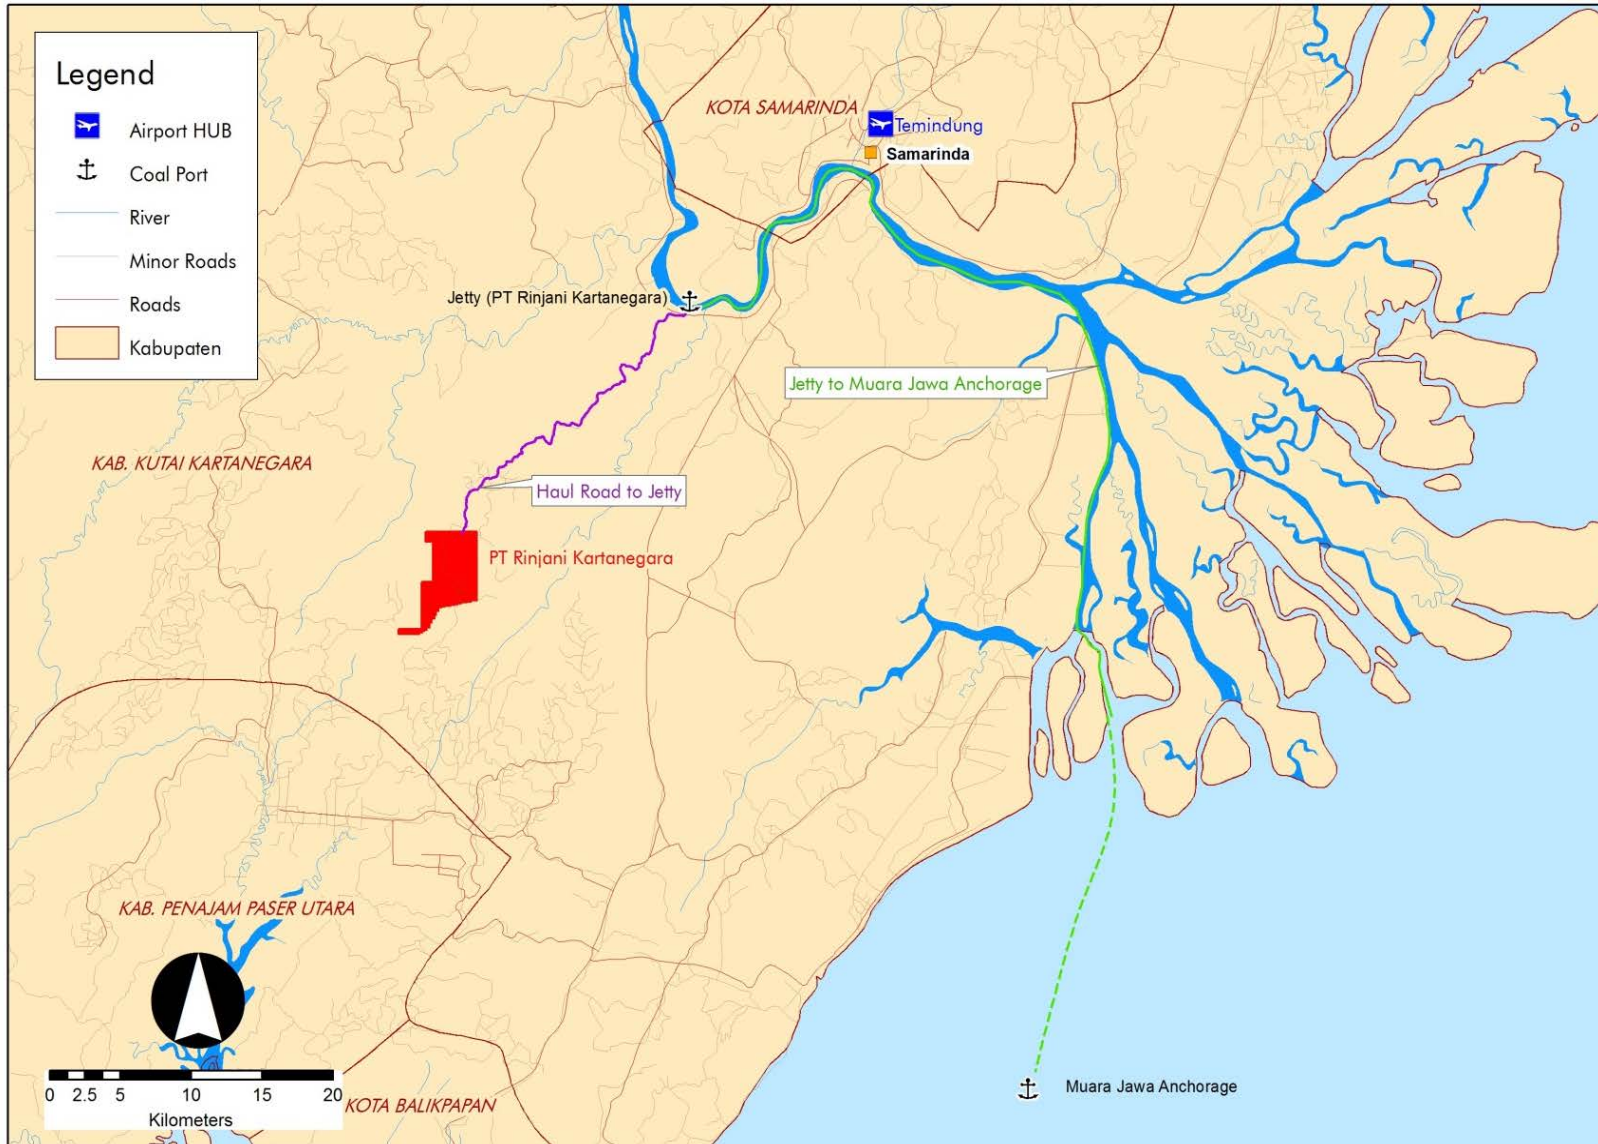 Legend
Airport HUB
Coal Port
River
Minor Roads
Roads
Kabupaten
KOTA SAMARINDA
Temindung
Samarinda
Jetty (PT Rinjani Kartanegara)
Jetty to Muara Jawa Anchorage
KAB. KUTAI KARTANEGARA
Haul Road to Jetty
PT Rinjani Kartanegara
KAB. PENAJAM PASER UTARA
0 2.5 5 10 15 20
Kilometers
KOTA BALIKPAPAN
Muara Jawa Anchorage